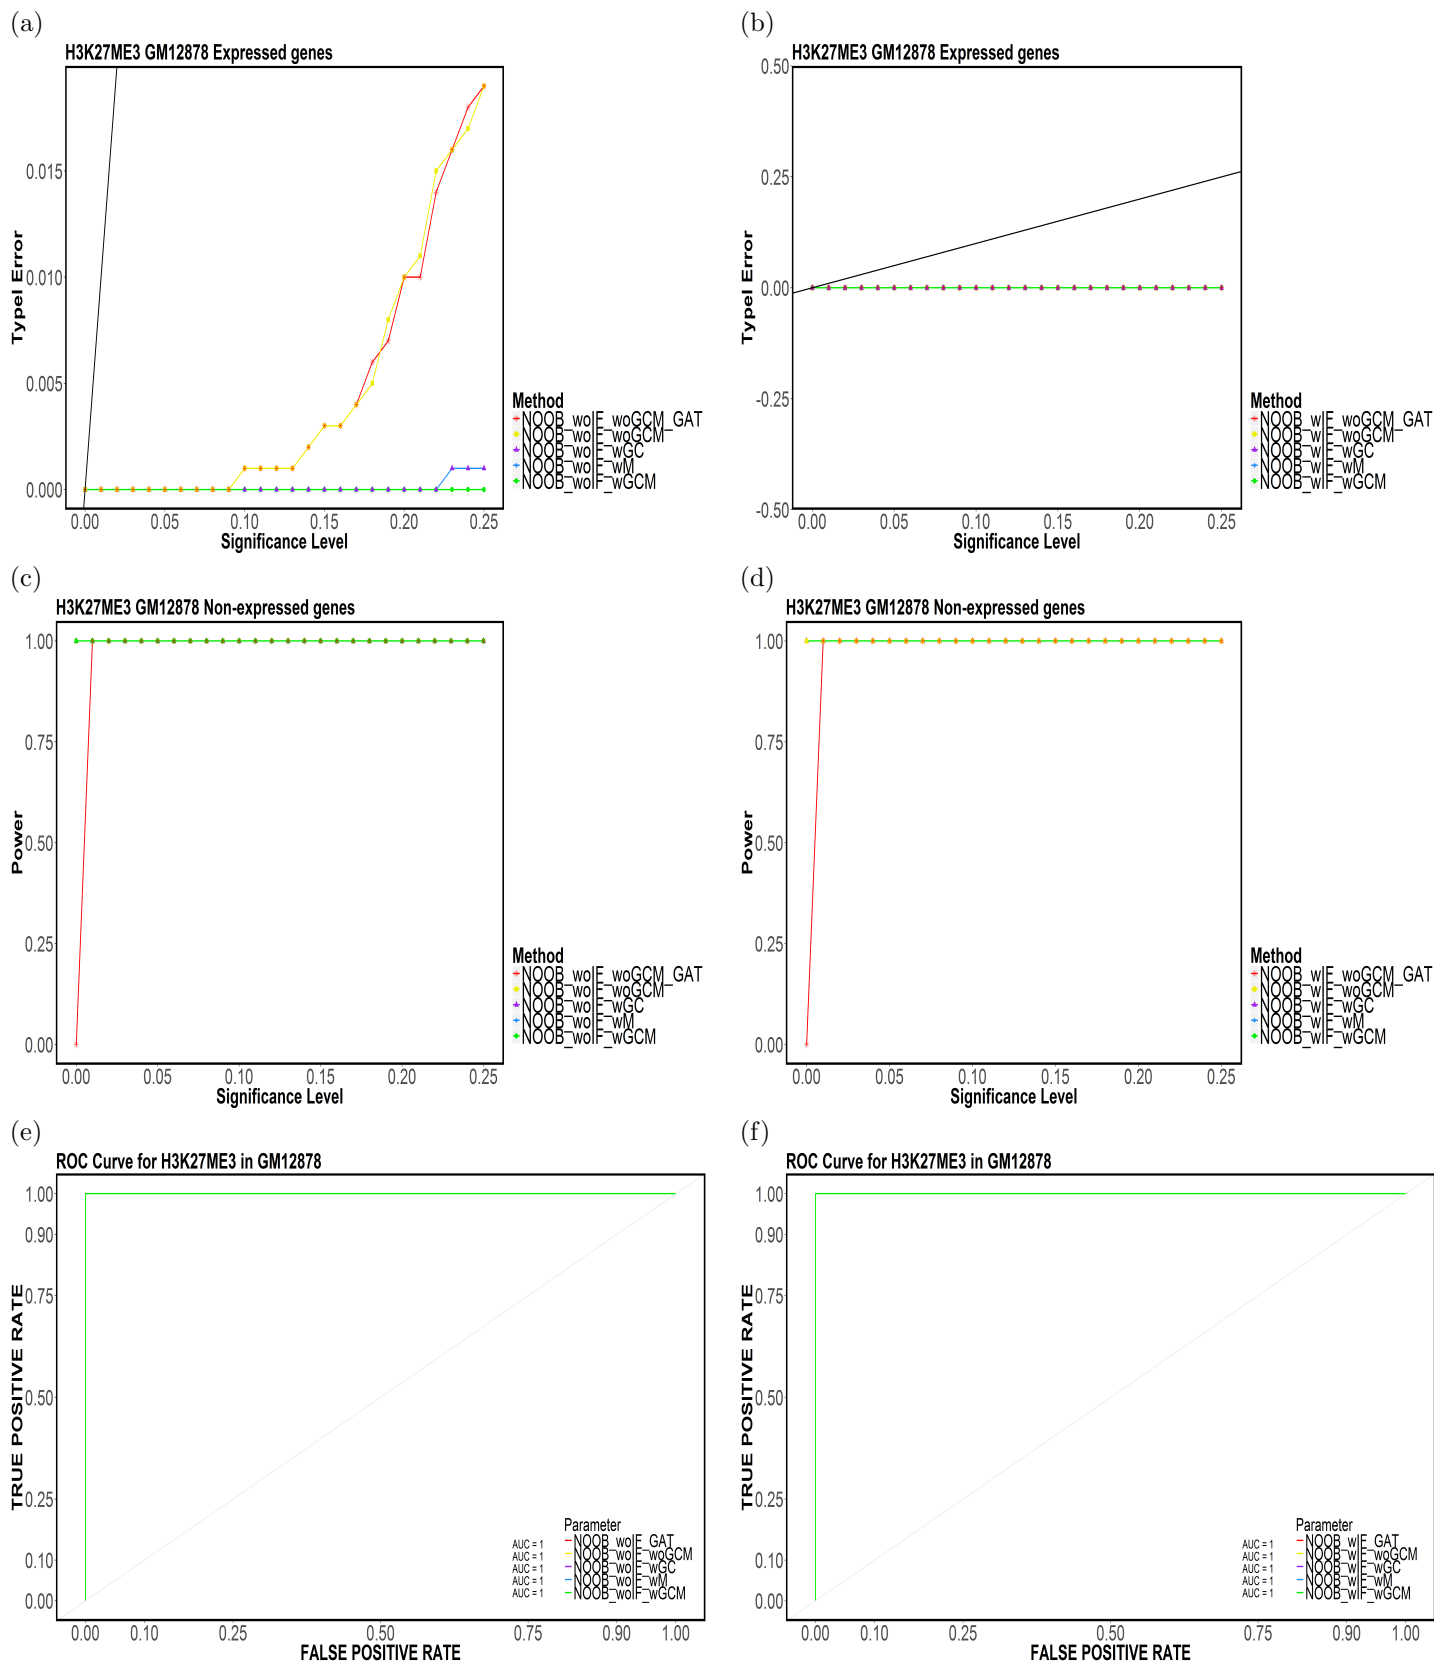 (a)
H3K27ME3 GM12878 Expressed genes
TypeI Error
0.015
0.010
0.005
0.000
0.00 0.05 0.10 0.15 0.20 0.25
Significance Level
Method
NOOB_woIF_woGCM_GAT
NOOB_woIF_woGCM
NOOB_woIF_wGC
NOOB_woIF_wM
NOOB_woIF_wGCM
(b)
H3K27ME3 GM12878 Expressed genes
TypeI Error
0.50
0.25
0.00
-0.25
-0.50
0.00 0.05 0.10 0.15 0.20 0.25
Significance Level
Method
NOOB_wIF_woGCM_GAT
NOOB_wIF_woGCM
NOOB_wIF_wGC
NOOB_wIF_wM
NOOB_wIF_wGCM
(c)
H3K27ME3 GM12878 Non-expressed genes
Power
1.00
0.75
0.50
0.25
0.00
0.00 0.05 0.10 0.15 0.20 0.25
Significance Level
Method
NOOB_woIF_woGCM_GAT
NOOB_woIF_woGCM
NOOB_woIF_wGC
NOOB_woIF_wM
NOOB_woIF_wGCM
(d)
H3K27ME3 GM12878 Non-expressed genes
Power
1.00
0.75
0.50
0.25
0.00
0.00 0.05 0.10 0.15 0.20 0.25
Significance Level
Method
NOOB_wIF_woGCM_GAT
NOOB_wIF_woGCM
NOOB_wIF_wGC
NOOB_wIF_wM
NOOB_wIF_wGCM
(e)
ROC Curve for H3K27ME3 in GM12878
TRUE POSITIVE RATE
1.00
0.90
0.75
0.50
0.25
0.10
0.00
0.00 0.10 0.25 0.50 0.75 0.90 1.00
FALSE POSITIVE RATE
Parameter
AUC = 1 NOOB_woIF_GAT
AUC = 1 NOOB_woIF_woGCM
AUC = 1 NOOB_woIF_wGC
AUC = 1 NOOB_woIF_wM
AUC = 1 NOOB_woIF_wGCM
(f)
ROC Curve for H3K27ME3 in GM12878
TRUE POSITIVE RATE
1.00
0.90
0.75
0.50
0.25
0.10
0.00
0.00 0.10 0.25 0.50 0.75 0.90 1.00
FALSE POSITIVE RATE
Parameter
AUC = 1 NOOB_wIF_GAT
AUC = 1 NOOB_wIF_woGCM
AUC = 1 NOOB_wIF_wGC
AUC = 1 NOOB_wIF_wM
AUC = 1 NOOB_wIF_wGCM